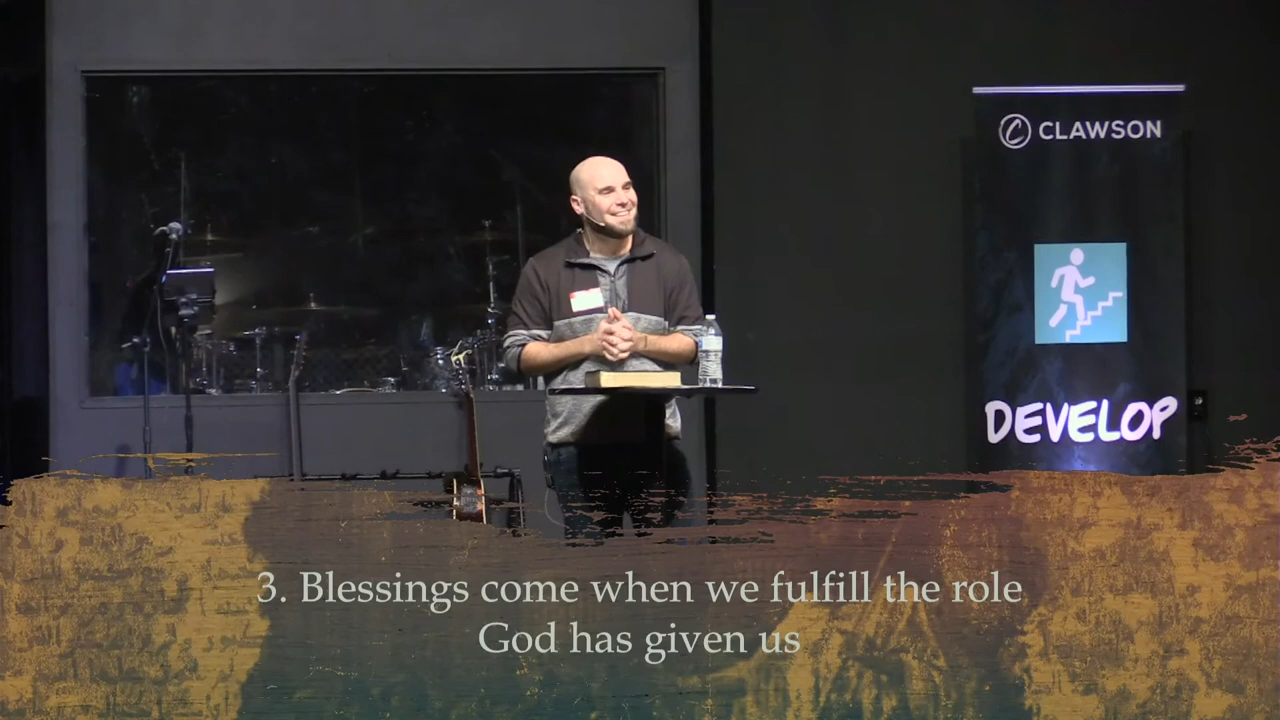 CLAWSON
DEVELOP
3. Blessings come when we fulfill the role
God has given us